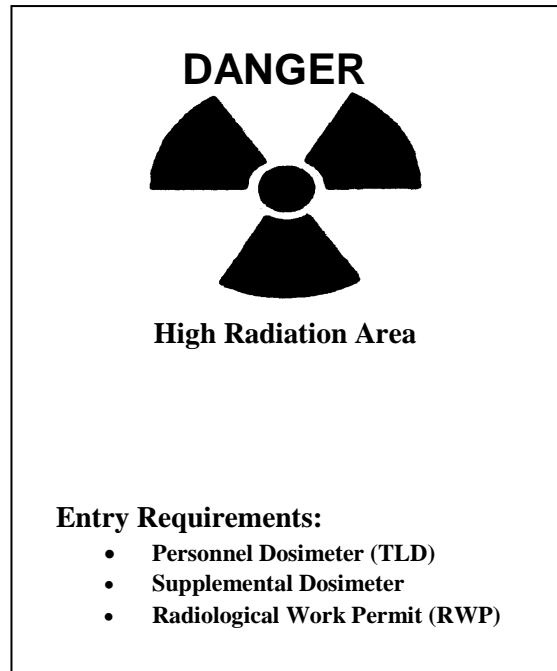 DANGER
High Radiation Area
Entry Requirements:
• Personnel Dosimeter (TLD)
• Supplemental Dosimeter
• Radiological Work Permit (RWP)